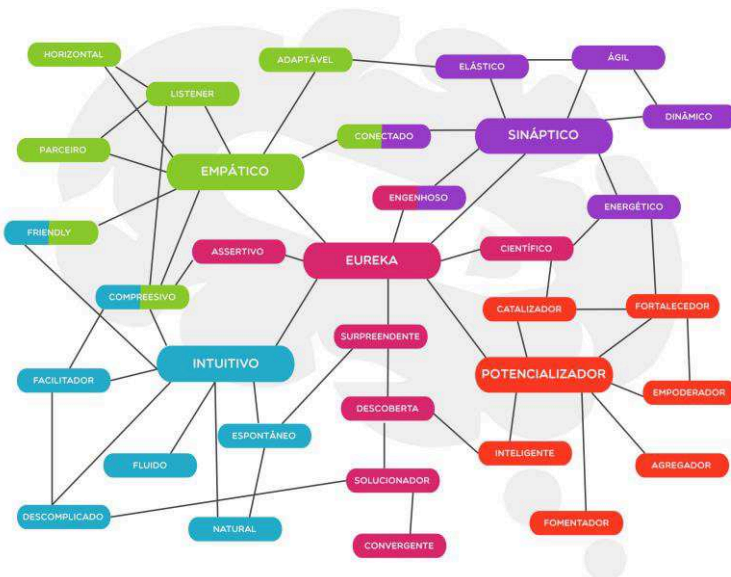 HORIZONTAL
ADAPTÁVEL
ELÁSTICO
ÁGIL
LISTENER
DINÂMICO
CONECTADO
SINÁPTICO
PARCEIRO
EMPÁTICO
ENGENHOSO
ENERGÉTICO
FRIENDLY
ASSERTIVO
EUREKA
CIENTÍFICO
COMPREESIVO
CATALIZADOR
FORTALECEDOR
SURPREENDENTE
INTUITIVO
POTENCIALIZADOR
FACILITADOR
EMPODERADOR
DESCOBERTA
ESPONTÂNEO
INTELIGENTE
FLUIDO
AGREGADOR
SOLUCIONADOR
DESCOMPLICADO
NATURAL
FOMENTADOR
CONVERGENTE